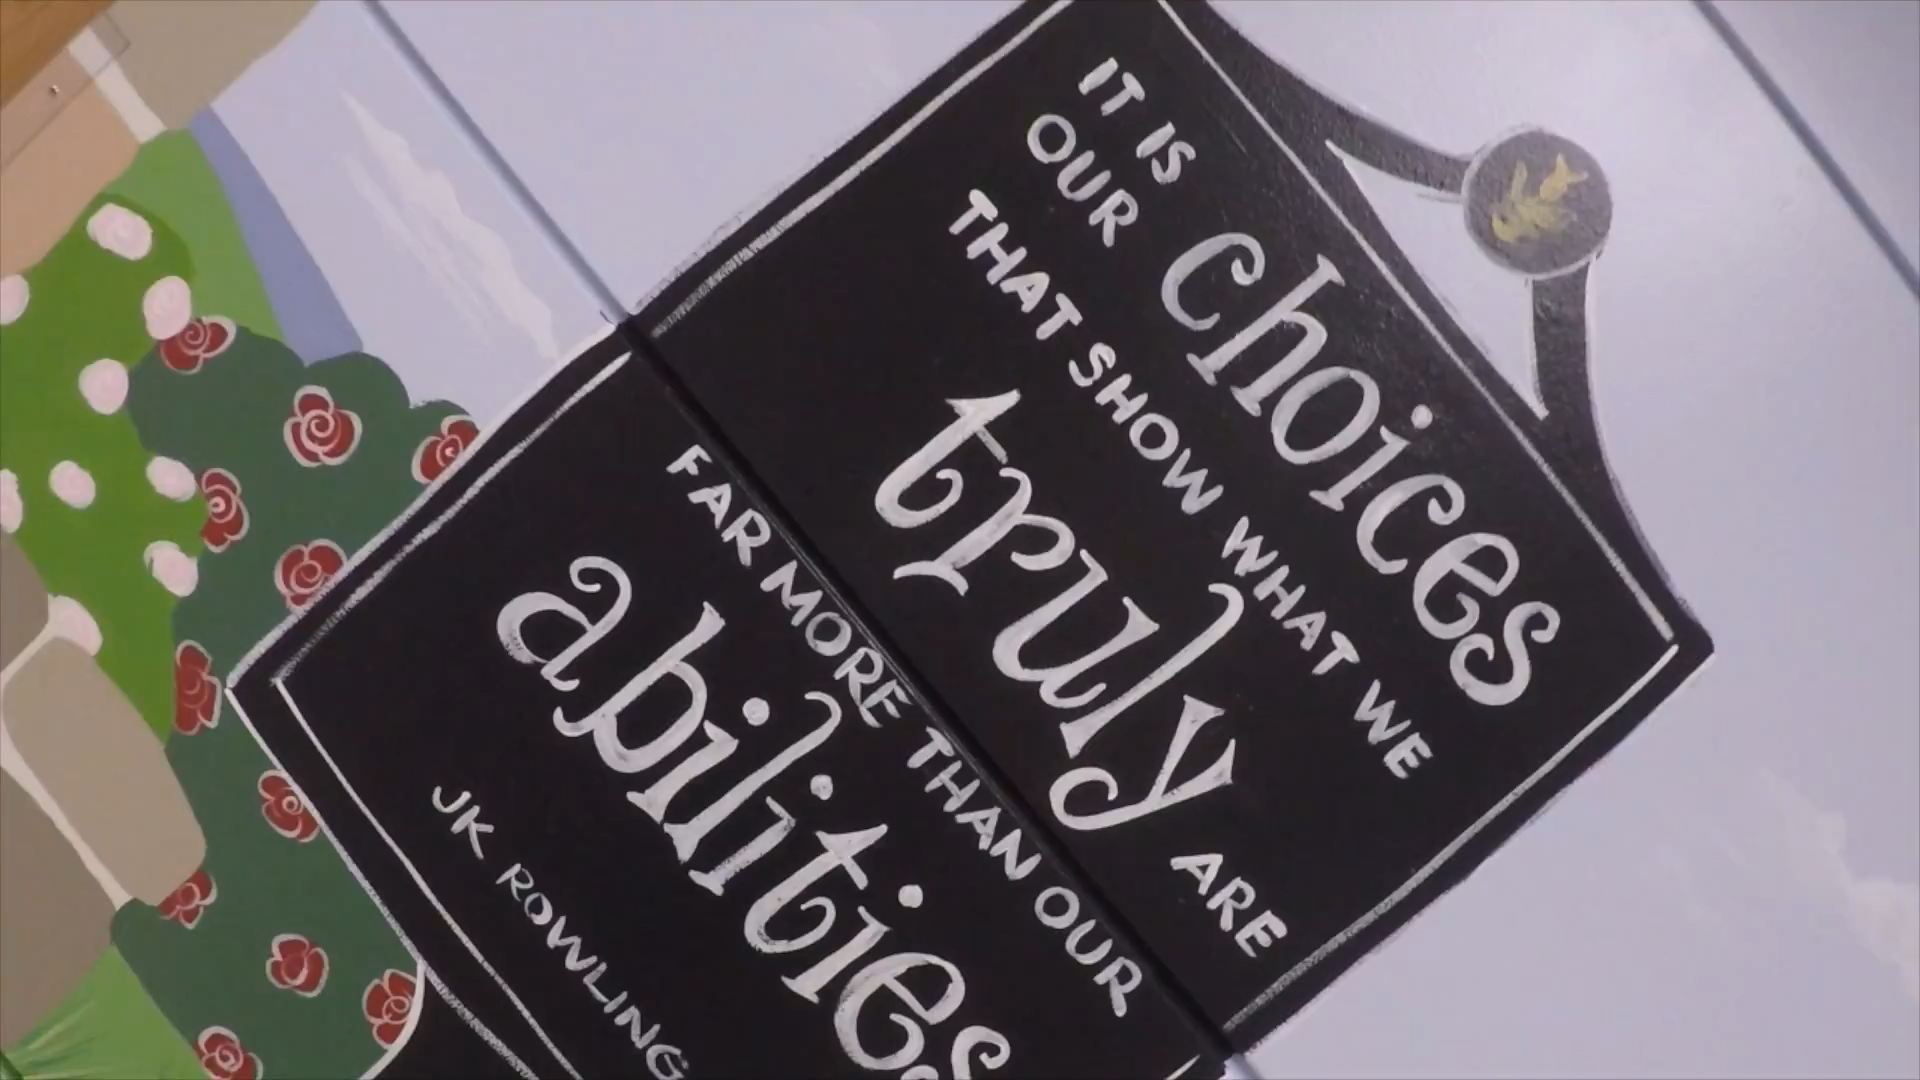 IT IS
OUR choices
THAT SHOW WHAT WE
truly ARE
FAR MORE THAN OUR
abilities
JK ROWLING